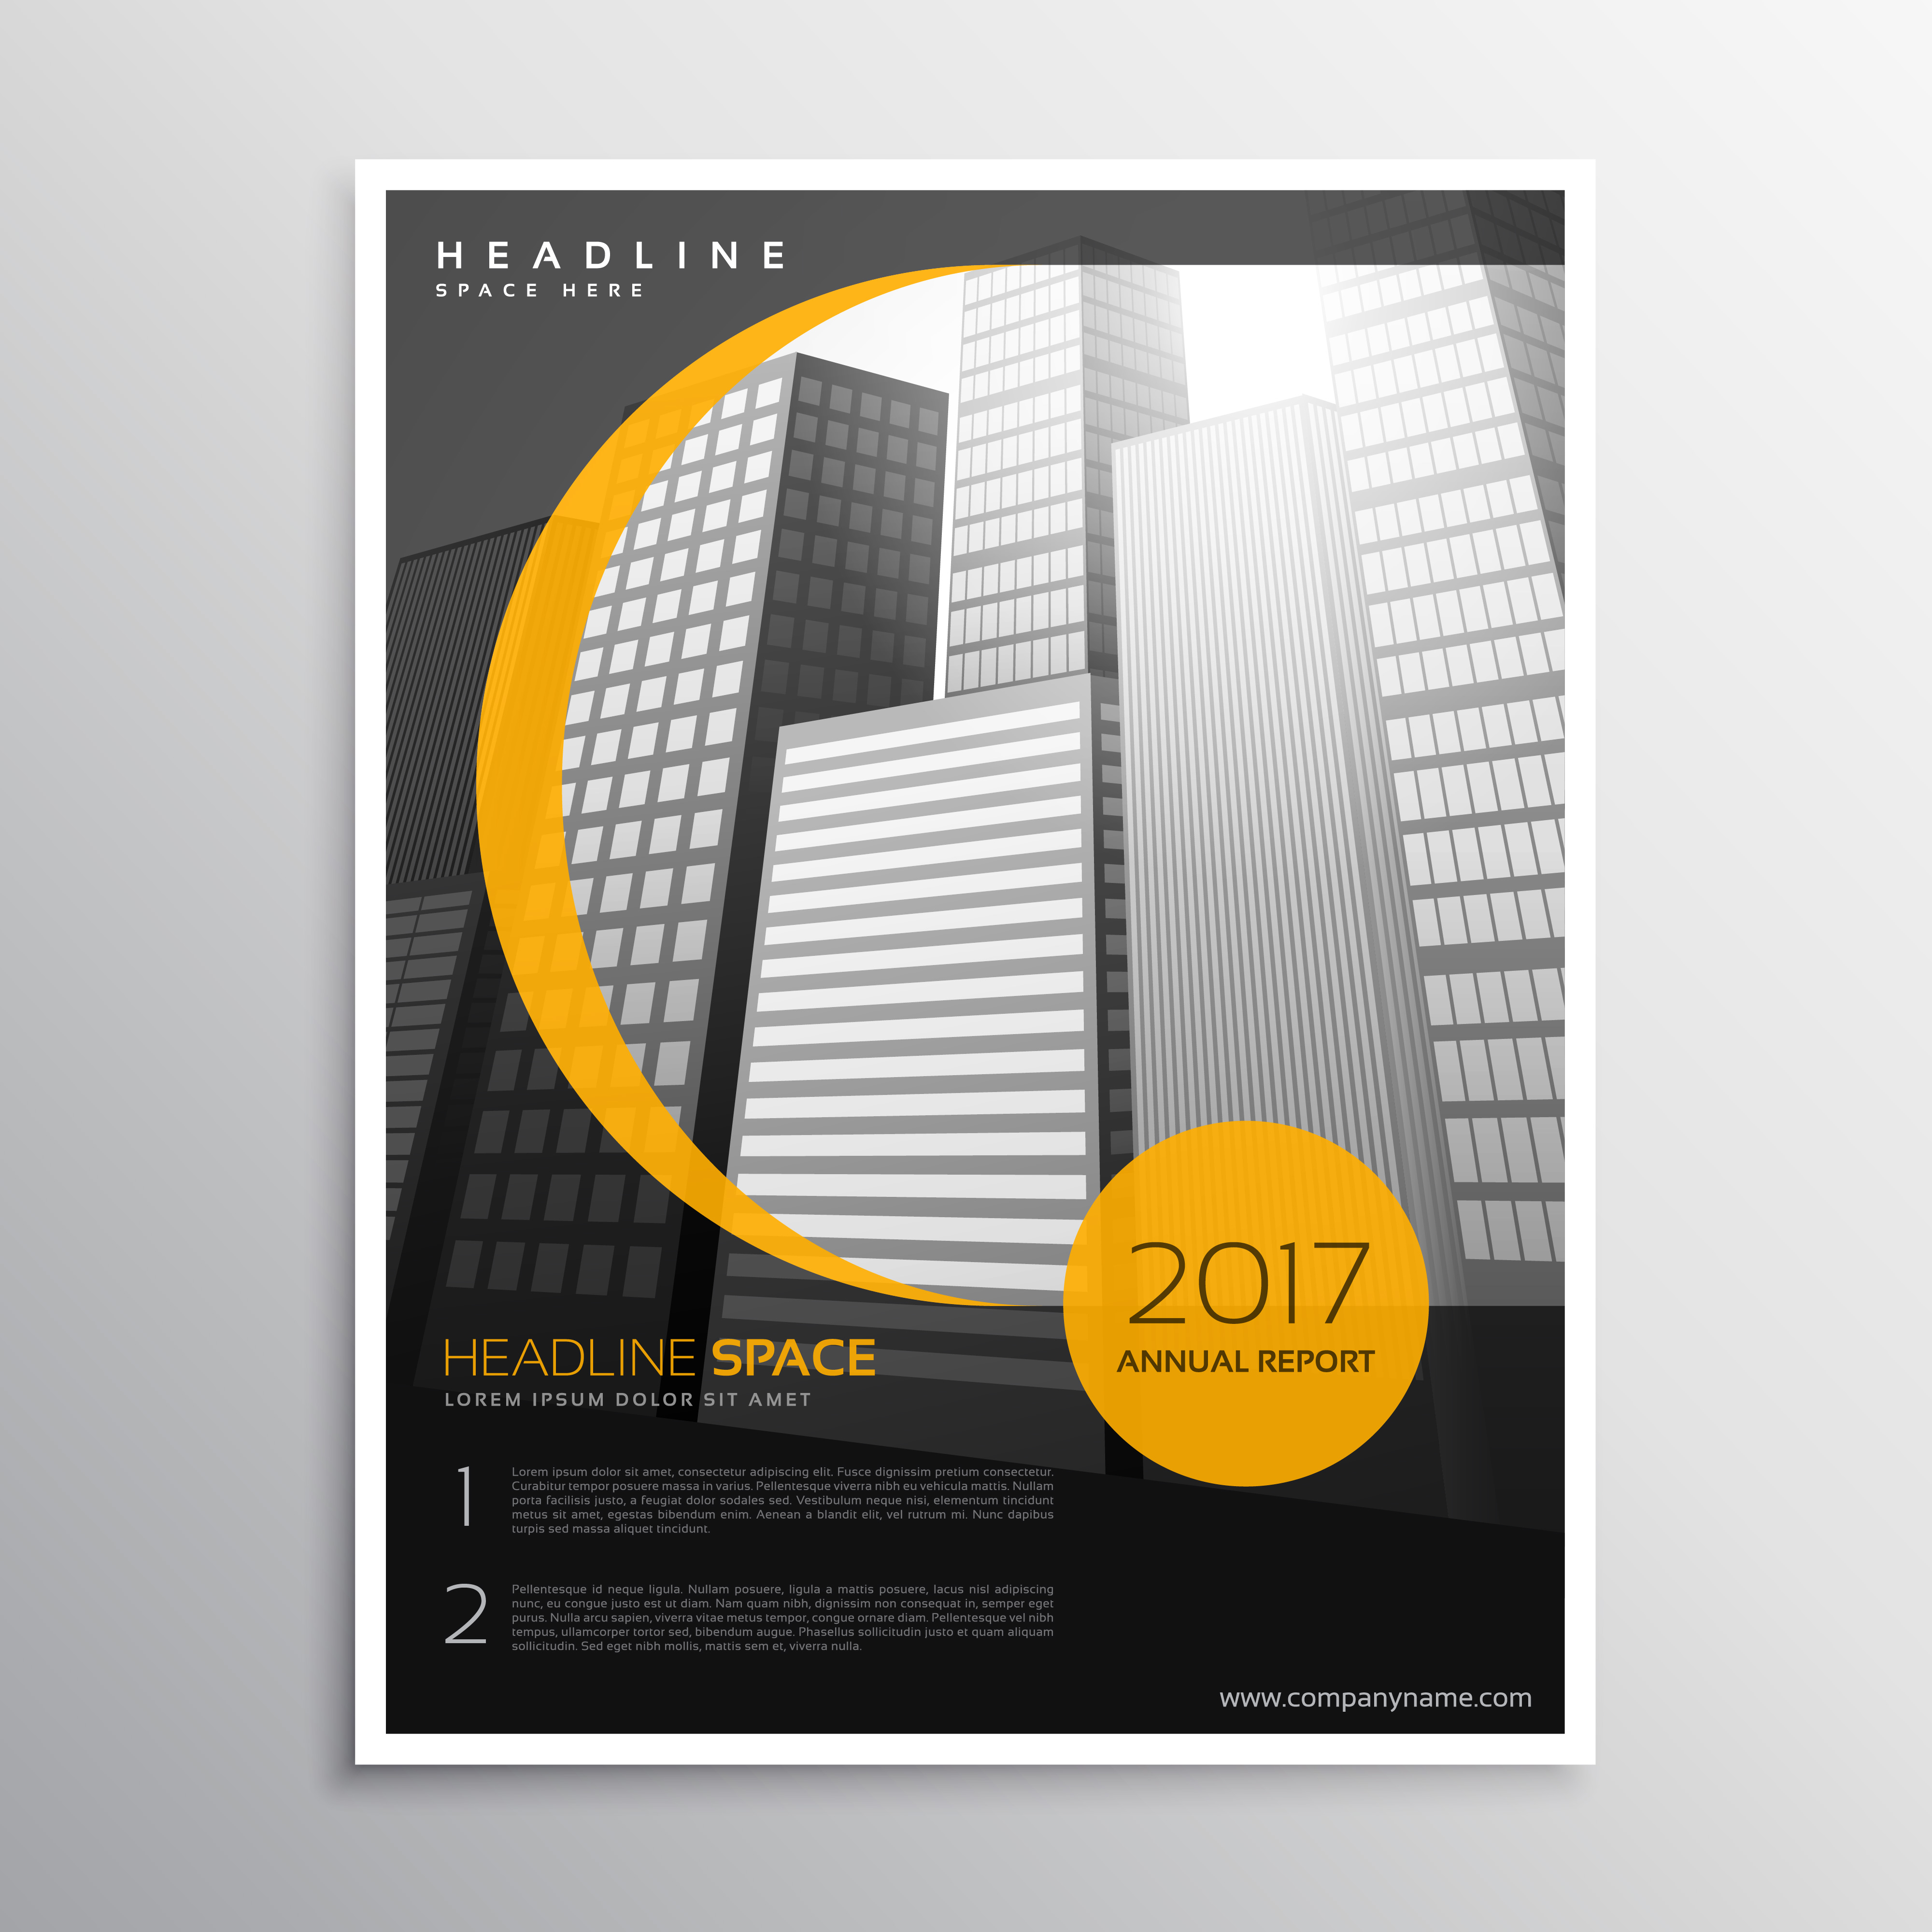 HEADLINE
SPACE HERE
2017
ANNUAL REPORT
HEADLINE SPACE
LOREM IPSUM DOLOR SIT AMET
1
Lorem ipsum dolor sit amet, consectetur adipiscing elit. Fusce dignissim pretium consectetur.
Curabitur tempor posuere massa in varius. Pellentesque viverra nibh eu vehicula mattis. Nullam
porta facilisis justo, a feugiat dolor sodales sed. Vestibulum neque nisi, elementum tincidunt
metus sit amet, egestas bibendum enim. Aenean a blandit elit, vel rutrum mi. Nunc dapibus
turpis sed massa aliquet tincidunt.
2
Pellentesque id neque ligula. Nullam posuere, ligula a mattis posuere, lacus nisl adipiscing
nunc, eu congue justo est ut diam. Nam quam nibh, dignissim non consequat in, semper eget
purus. Nulla arcu sapien, viverra vitae metus tempor, congue ornare diam. Pellentesque vel nibh
tempus, ullamcorper tortor sed, bibendum augue. Phasellus sollicitudin justo et quam aliquam
sollicitudin. Sed eget nibh mollis, mattis sem et, viverra nulla.
www.companyname.com